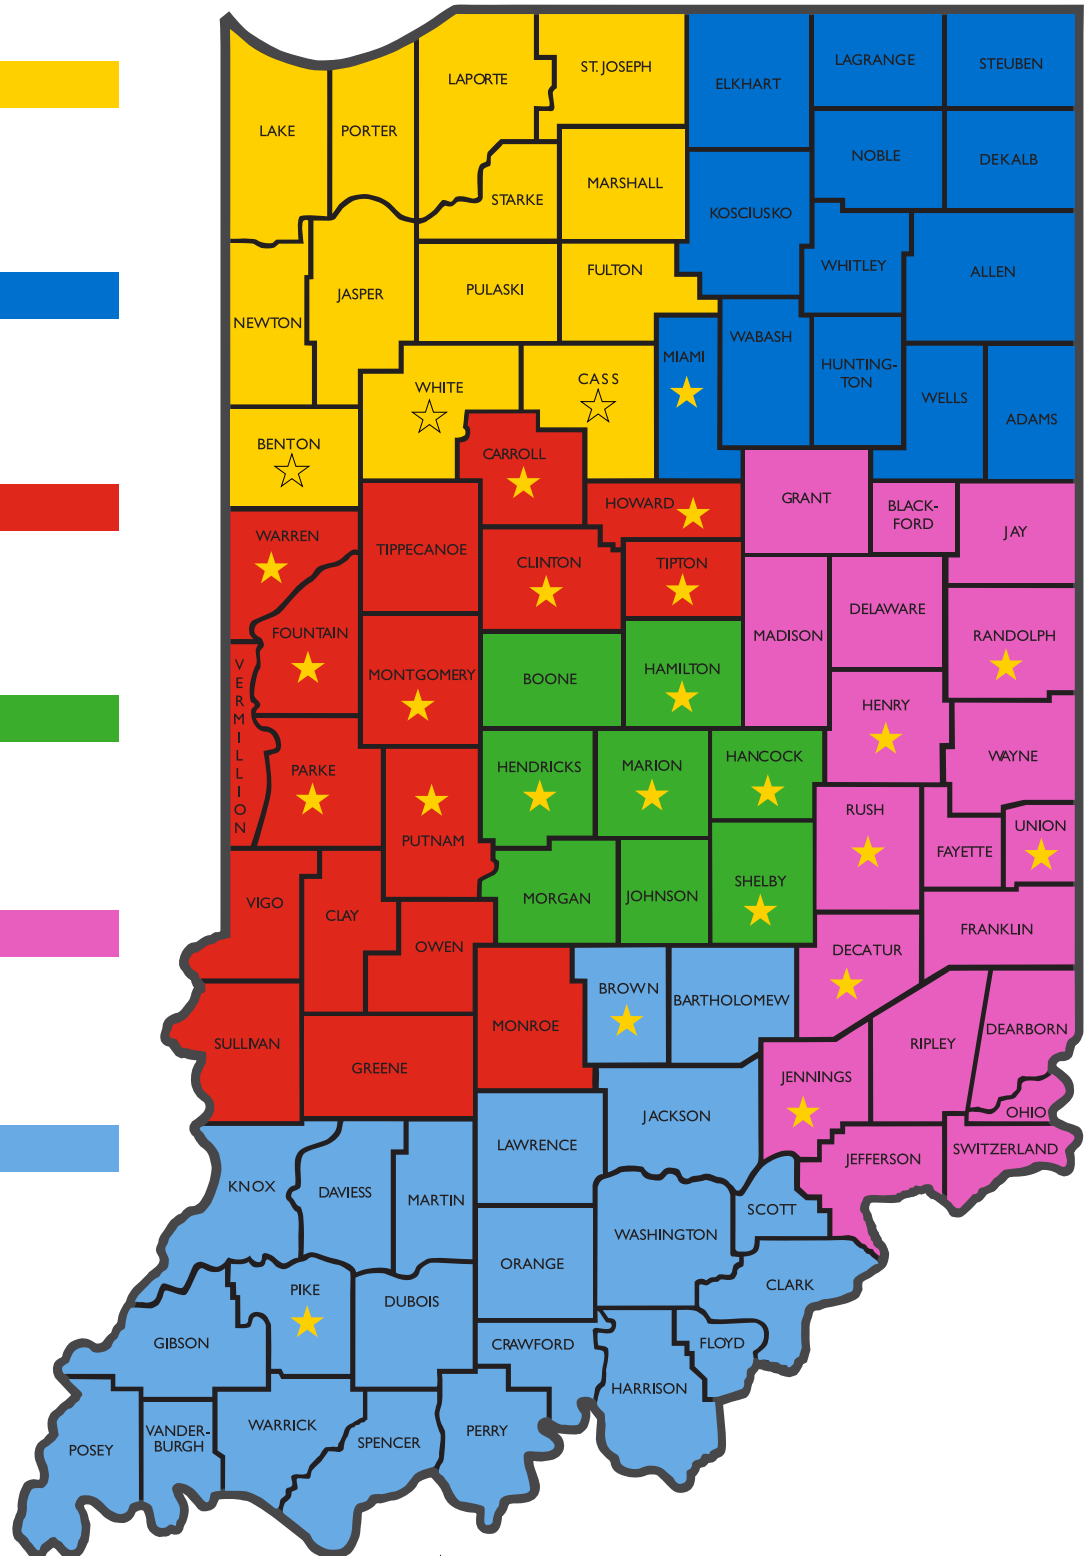 ST. JOSEPH
LAGRANGE
STEUBEN
LAPORTE
ELKHART
LAKE
PORTER
NOBLE
DEKALB
MARSHALL
STARKE
KOSCIUSKO
WHITLEY
ALLEN
FULTON
PULASKI
JASPER
NEWTON
WABASH
MIAMI
HUNTING-
TON
CASS
WHITE
WELLS
ADAMS
BENTON
CARROLL
GRANT
HOWARD
BLACK-
FORD
JAY
WARREN
TIPPECANOE
CLINTON
TIPTON
DELAWARE
FOUNTAIN
MADISON
RANDOLPH
VERMILLION
MONTGOMERY
BOONE
HAMILTON
HENRY
WAYNE
PARKE
HENDRICKS
MARION
HANCOCK
RUSH
UNION
PUTNAM
FAYETTE
SHELBY
VIGO
CLAY
MORGAN
JOHNSON
FRANKLIN
OWEN
DECATUR
BROWN
BARTHOLOMEW
MONROE
DEARBORN
SULLIVAN
RIPLEY
GREENE
JENNINGS
OHIO
JACKSON
LAWRENCE
SWITZERLAND
JEFFERSON
KNOX
DAVIESS
MARTIN
SCOTT
WASHINGTON
ORANGE
CLARK
PIKE
DUBOIS
GIBSON
CRAWFORD
FLOYD
HARRISON
WARRICK
PERRY
VANDER-
BURGH
SPENCER
POSEY